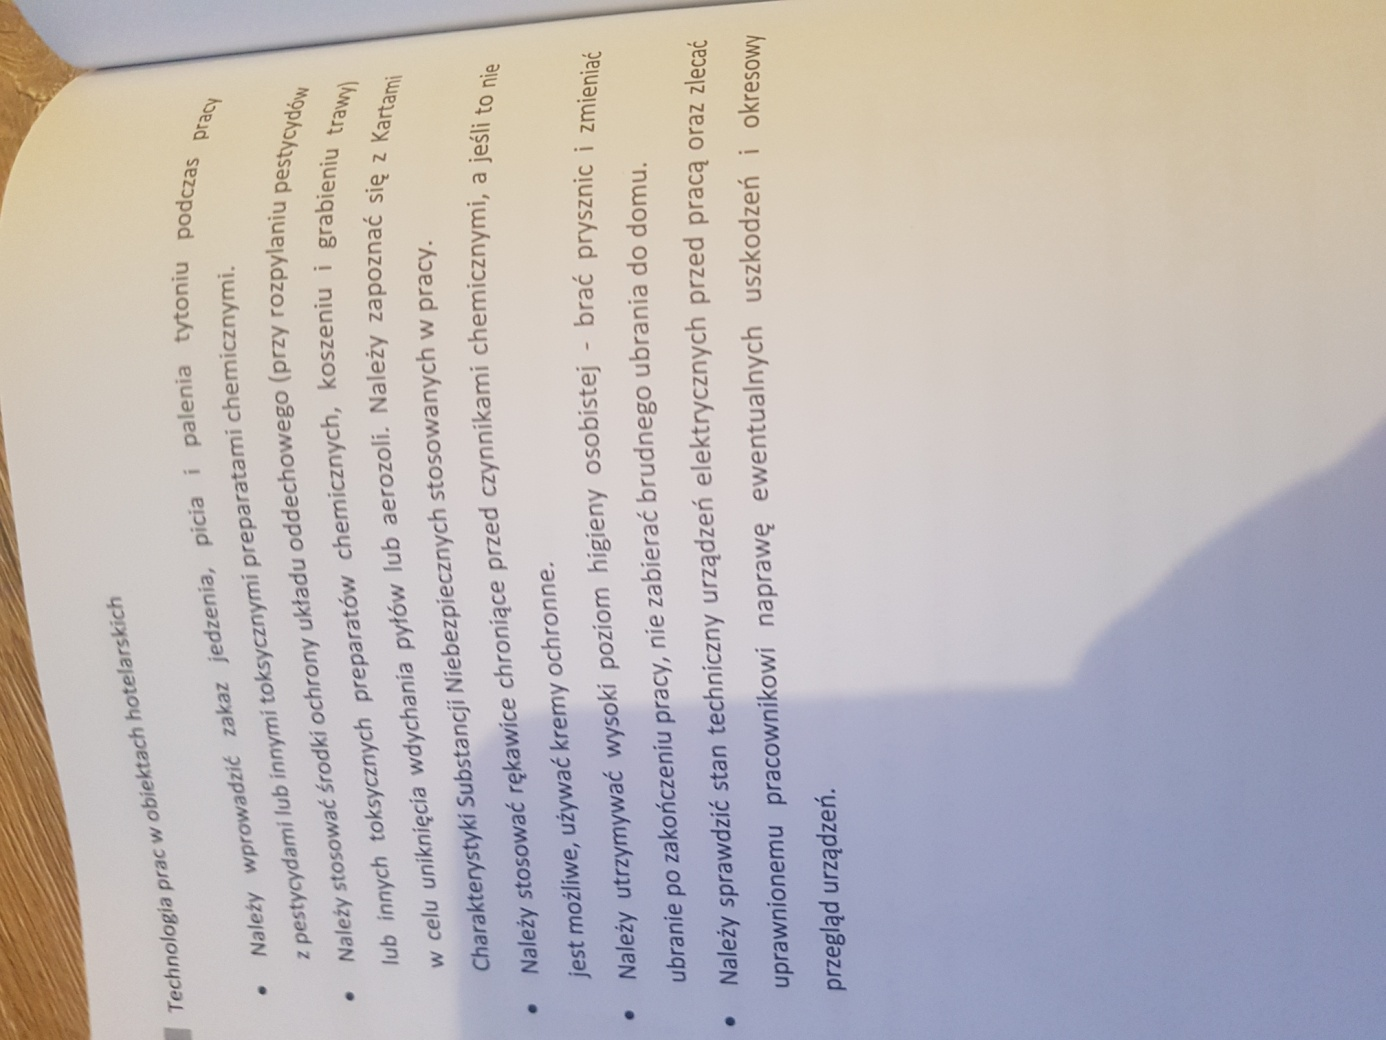 Technologia prac w obiektach hotelarskich
• Należy wprowadzić zakaz jedzenia, picia i palenia tytoniu podczas pracy
z pestycydami lub innymi toksycznymi preparatami chemicznymi.
• Należy stosować środki ochrony układu oddechowego (przy rozpylaniu pestycydów
lub innych toksycznych preparatów chemicznych, koszeniu i grabieniu trawy)
w celu uniknięcia wdychania pyłów lub aerozoli. Należy zapoznać się z Kartami
Charakterystyki Substancji Niebezpiecznych stosowanych w pracy.
• Należy stosować rękawice chroniące przed czynnikami chemicznymi, a jeśli to nie
jest możliwe, używać kremy ochronne.
• Należy utrzymywać wysoki poziom higieny osobistej - brać prysznic i zmieniać
ubranie po zakończeniu pracy, nie zabierać brudnego ubrania do domu.
• Należy sprawdzić stan techniczny urządzeń elektrycznych przed pracą oraz zlecać
uprawnionemu pracownikowi naprawę ewentualnych uszkodzeń i okresowy
przegląd urządzeń.